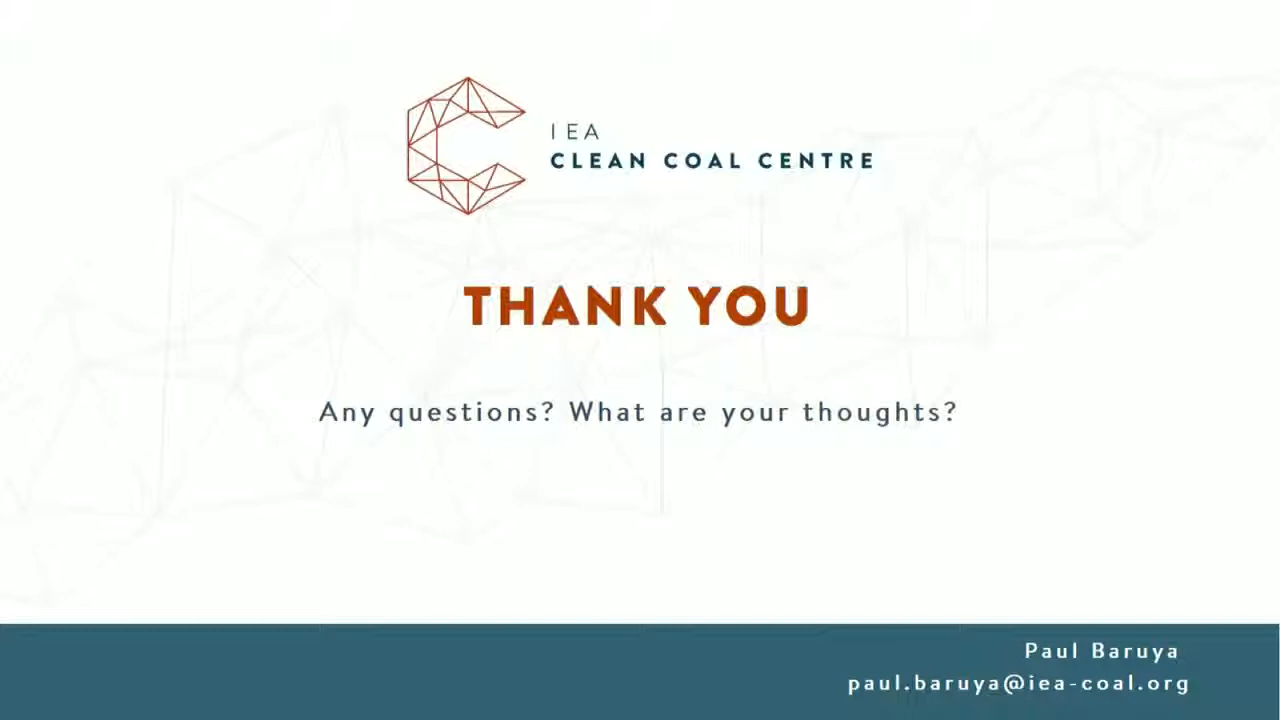 IEA
CLEAN COAL CENTRE
THANK YOU
Any questions? What are your thoughts?
Paul Baruya
paul.baruya@iea-coal.org